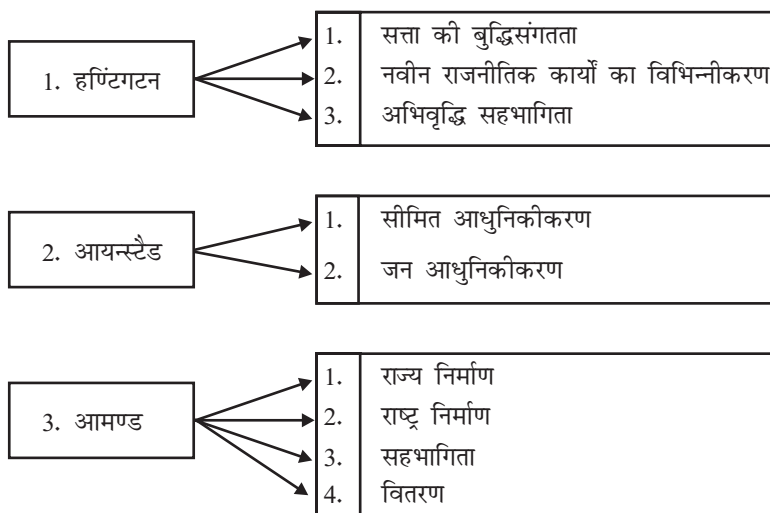 1. हण्टिंगटन
1. सत्ता की बुद्धिसंगतता
2. नवीन राजनीतिक कार्यों का विभिन्नीकरण
3. अभिवृद्धि सहभागिता
2. आयन्स्टैड
1. सीमित आधुनिकीकरण
2. जन आधुनिकीकरण
3. आमण्ड
1. राज्य निर्माण
2. राष्ट्र निर्माण
3. सहभागिता
4. वितरण